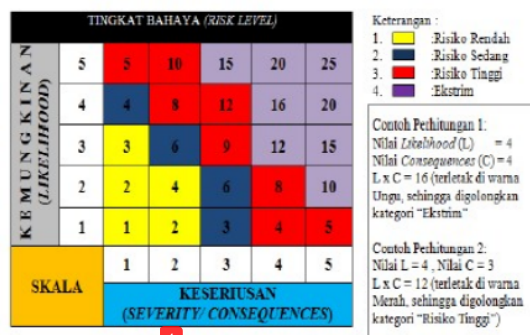 TINGKAT BAHAYA (RISK LEVEL)
KEMUNGKINAN
(LIKELIHOOD)
5 5 10 15 20 25
4 4 8 12 16 20
3 3 6 9 12 15
2 2 4 6 8 10
1 1 2 3 4 5
SKALA
1 2 3 4 5
KESERIUSAN
(SEVERITY/ CONSEQUENCES)
Keterangan :
1. :Risiko Rendah
2. :Risiko Sedang
3. :Risiko Tinggi
4. :Ekstrim
Contoh Perhitungan 1:
Nilai Likelihood (L) = 4
Nilai Consequences (C) = 4
L x C = 16 (terletak di warna
Ungu, sehingga digolongkan
kategori “Ekstrim”
Contoh Perhitungan 2:
Nilai L = 4 , Nilai C = 3
L x C = 12 (terletak di warna
Merah, sehingga digolongkan
kategori “Risiko Tinggi”)